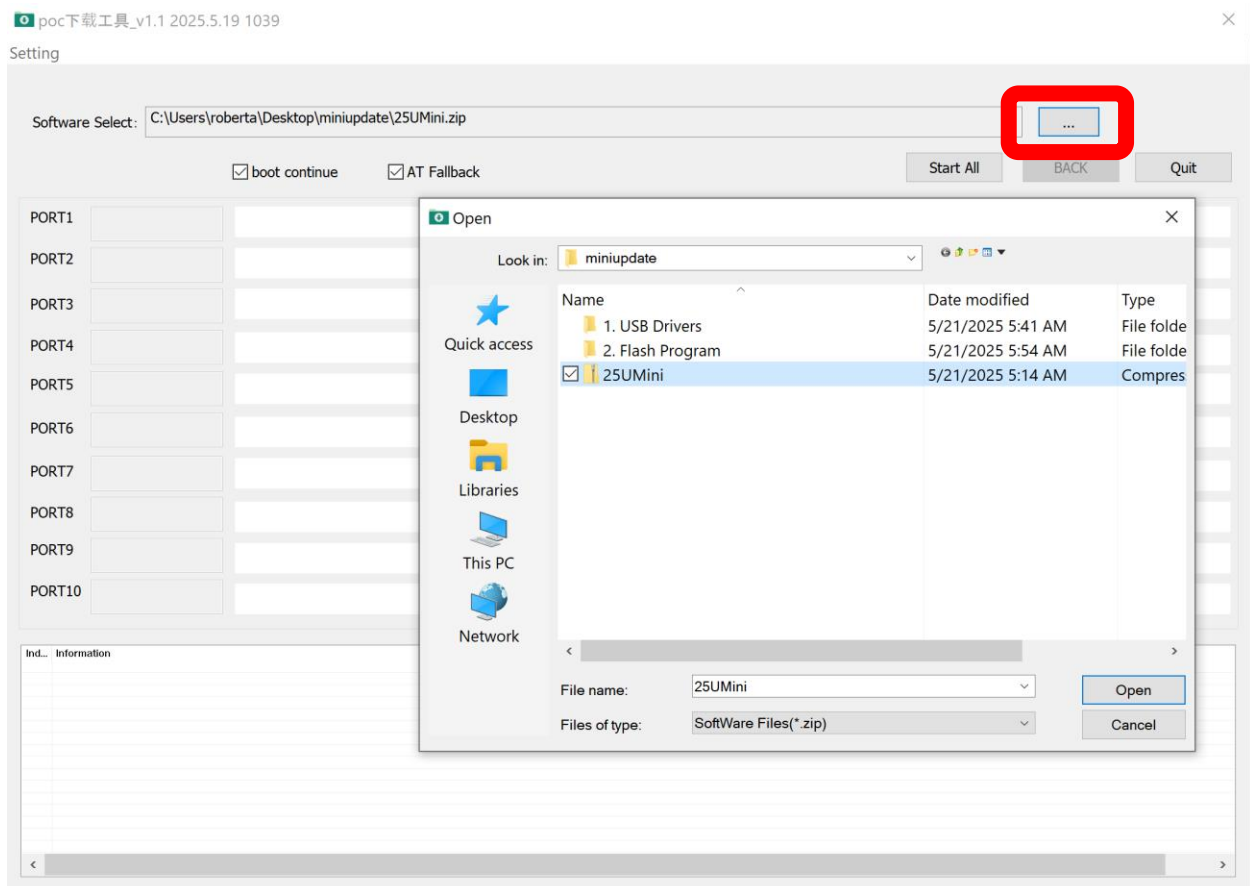 poc下载工具_v1.1 2025.5.19 1039
Setting
Software Select: C:\Users\roberta\Desktop\miniupdate\25UMini.zip ...
boot continue AT Fallback Start All BACK Quit
PORT1
PORT2
PORT3
PORT4
PORT5
PORT6
PORT7
PORT8
PORT9
PORT10
Open
Look in: miniupdate
Quick access
Desktop
Libraries
This PC
Network
Name Date modified Type
1. USB Drivers 5/21/2025 5:41 AM File folde
2. Flash Program 5/21/2025 5:54 AM File folde
25UMini 5/21/2025 5:14 AM Compres
File name: 25UMini Open
Files of type: SoftWare Files(*.zip) Cancel
Ind... Information